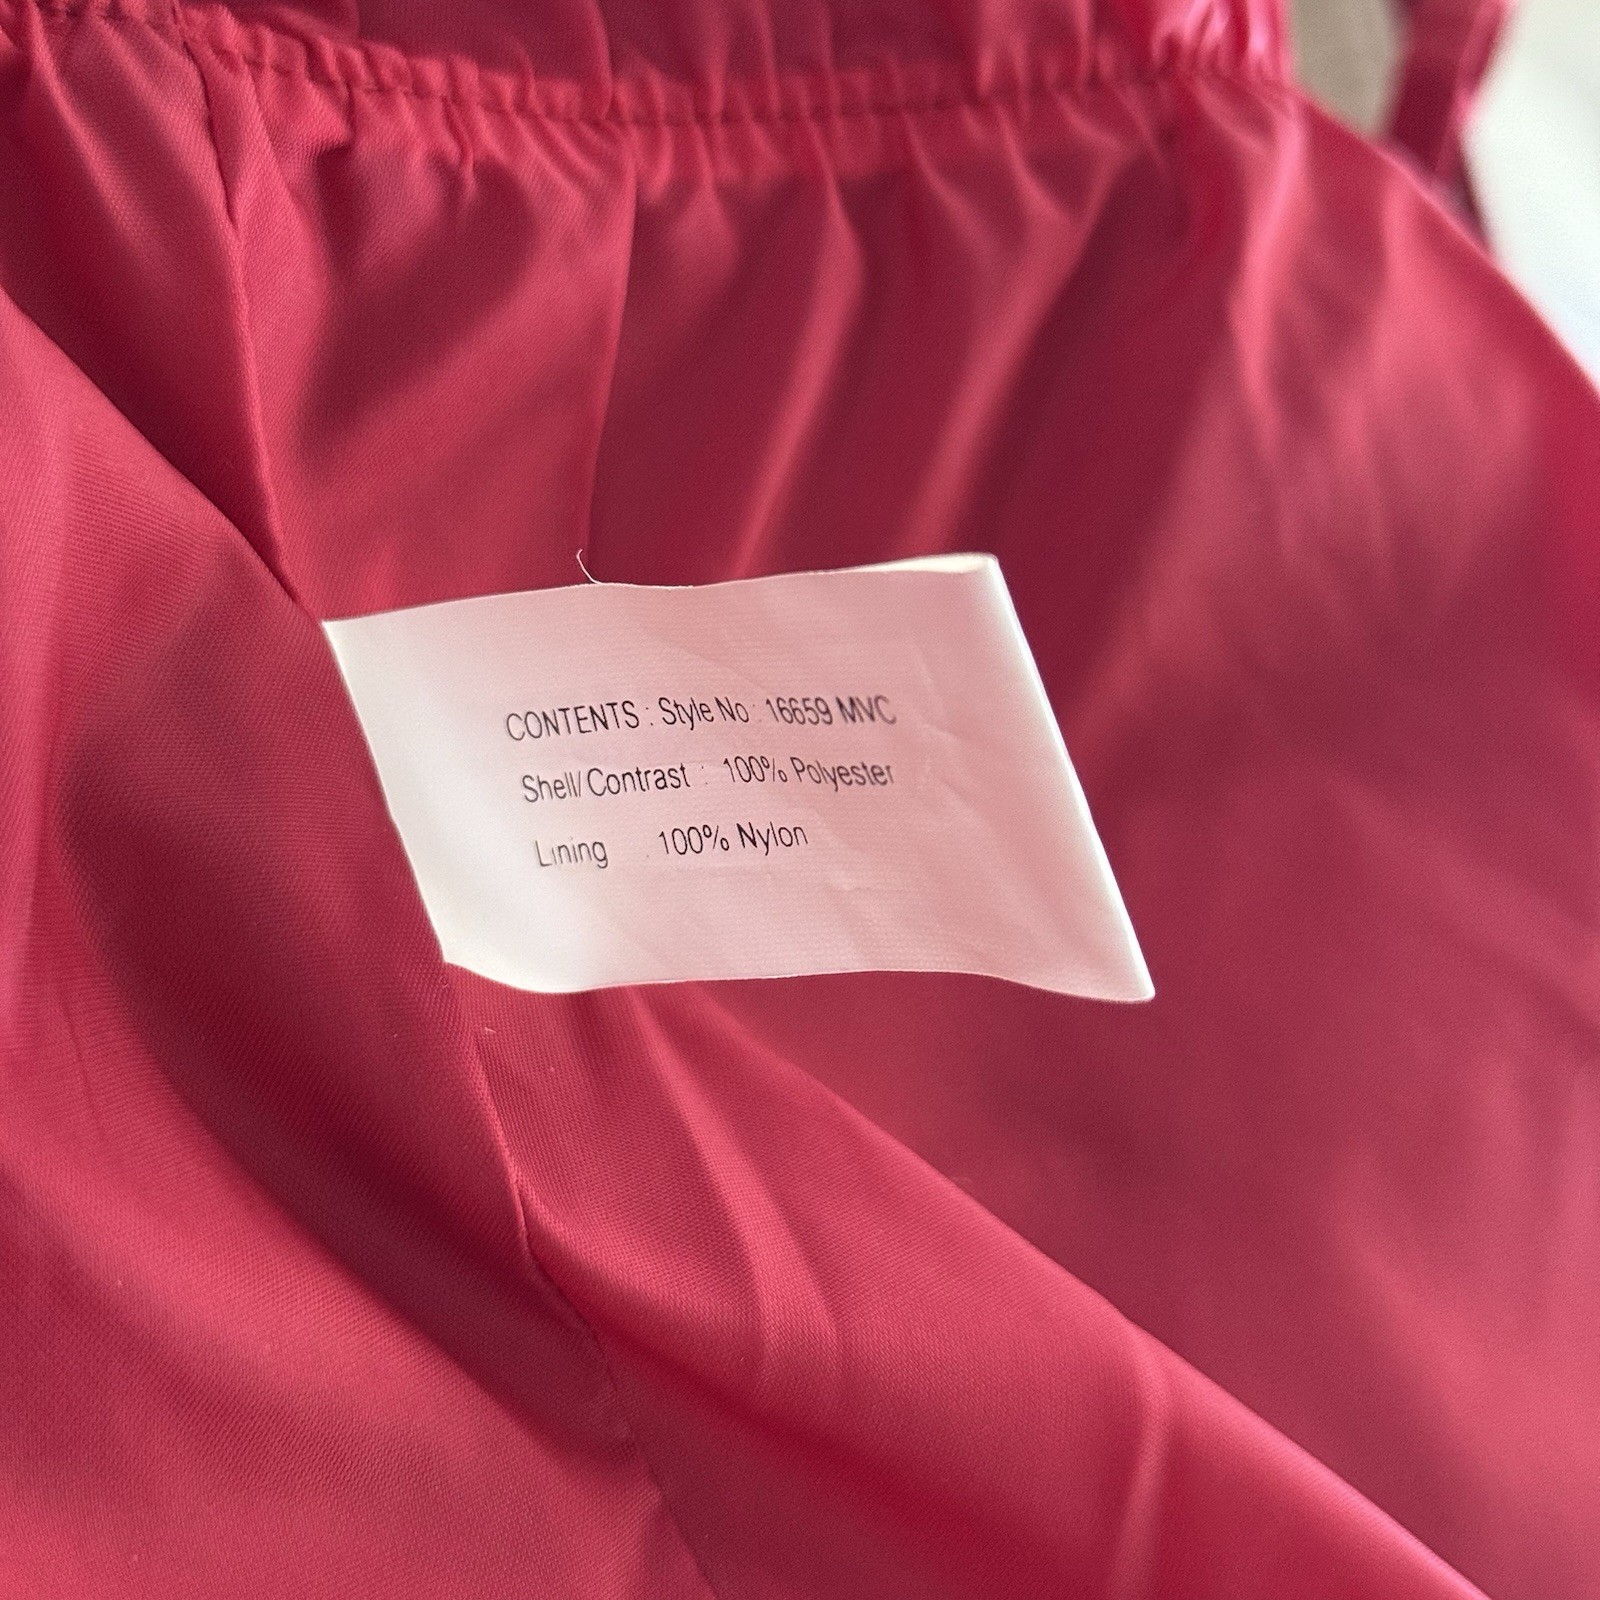 CONTENTS : Style No : 16659 MVC
Shell/Contrast : 100% Polyester
Lining : 100% Nylon